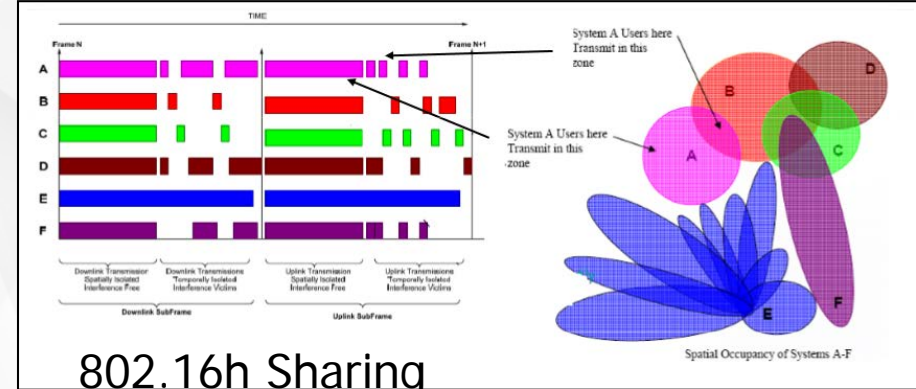 TIME
Frame N
Frame N+1
A
B
C
D
E
F
Downlink Transmission
Spatially Isolated
Interference Free
Downlink Transmissions
Temporally Isolated
Interference Victims
Uplink Transmission
Spatially Isolated
Interference Free
Uplink Transmissions
Temporally Isolated
Interference Victims
Downlink SubFrame
Uplink SubFrame
System A Users here
Transmit in this
zone
System A Users here
Transmit in this
zone
D
B
C
A
E
F
Spatial Occupancy of Systems A-F
802.16h Sharing